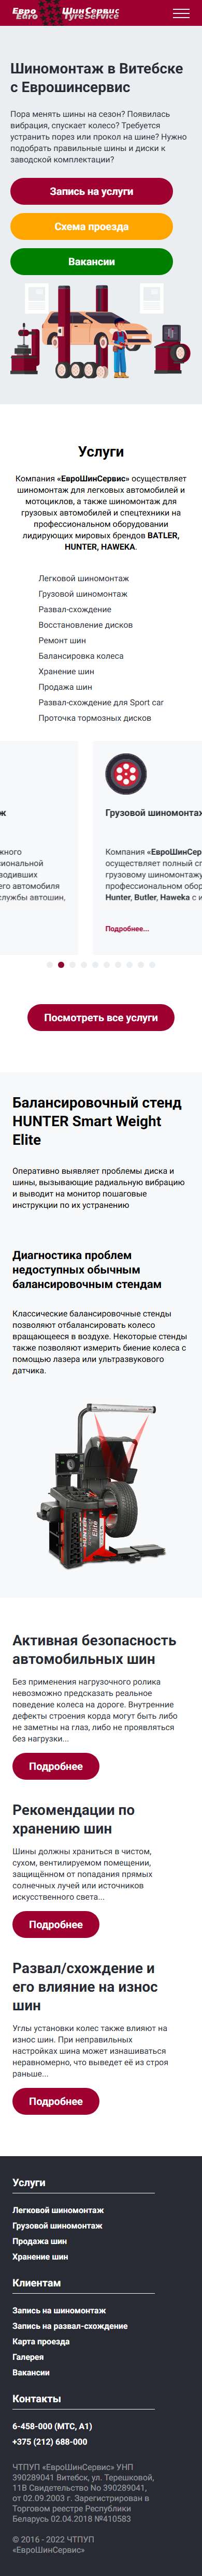 Евро ШинСервис
Euro Tyre Service
Шиномонтаж в Витебске
с Еврошинсервис
Пора менять шины на сезон? Появилась
вибрация, спускает колесо? Требуется
устранить порез или прокол на шине? Нужно
подобрать правильные шины и диски к
заводской комплектации?
Запись на услуги
Схема проезда
Вакансии
Услуги
Компания «ЕвроШинСервис» осуществляет
шиномонтаж для легковых автомобилей и
мотоциклов, а также шиномонтаж для
грузовых автомобилей и спецтехники на
профессиональном оборудовании
лидирующих мировых брендов BATLER,
HUNTER, HAWEKA.
Легковой шиномонтаж
Грузовой шиномонтаж
Развал-схождение
Восстановление дисков
Ремонт шин
Балансировка колеса
Хранение шин
Продажа шин
Развал-схождение для Sport car
Проточка тормозных дисков
ж
жного
сиональной
водивших
его автомобиля
службы автошин,
Грузовой шиномонтаж
Компания «ЕвроШинСер
осуществляет полный сп
грузовому шиномонтажу
профессиональном обор
Hunter, Butler, Haweka с и
Подробнее...
Посмотреть все услуги
Балансировочный стенд
HUNTER Smart Weight
Elite
Оперативно выявляет проблемы диска и
шины, вызывающие радиальную вибрацию
и выводит на монитор пошаговые
инструкции по их устранению
Диагностика проблем
недоступных обычным
балансировочным стендам
Классические балансировочные стенды
позволяют отбалансировать колесо
вращающееся в воздухе. Некоторые стенды
также позволяют измерить биение колеса с
помощью лазера или ультразвукового
датчика.
HUNTER
Elite
Активная безопасность
автомобильных шин
Без применения нагрузочного ролика
невозможно предсказать реальное
поведение колеса на дороге. Внутренние
дефекты строения корда могут быть либо
не заметны на глаз, либо не проявляться
без нагрузки...
Подробнее
Рекомендации по
хранению шин
Шины должны храниться в чистом,
сухом, вентилируемом помещении,
защищённом от попадания прямых
солнечных лучей или источников
искусственного света...
Подробнее
Развал/схождение и
его влияние на износ
шин
Углы установки колес также влияют на
износ шин. При неправильных
настройках шина может изнашиваться
неравномерно, что выведет её из строя
раньше...
Подробнее
Услуги
Легковой шиномонтаж
Грузовой шиномонтаж
Продажа шин
Хранение шин
Клиентам
Запись на шиномонтаж
Запись на развал-схождение
Карта проезда
Галерея
Вакансии
Контакты
6-458-000 (МТС, А1)
+375 (212) 688-000
ЧТПУП «ЕвроШинСервис» УНП
390289041 Витебск, ул. Терешковой,
11В Свидетельство No 390289041,
от 02.09.2003 г. Зарегистрирован в
Торговом реестре Республики
Беларусь 02.04.2018 №410583
© 2016 - 2022 ЧТПУП
«ЕвроШинСервис»